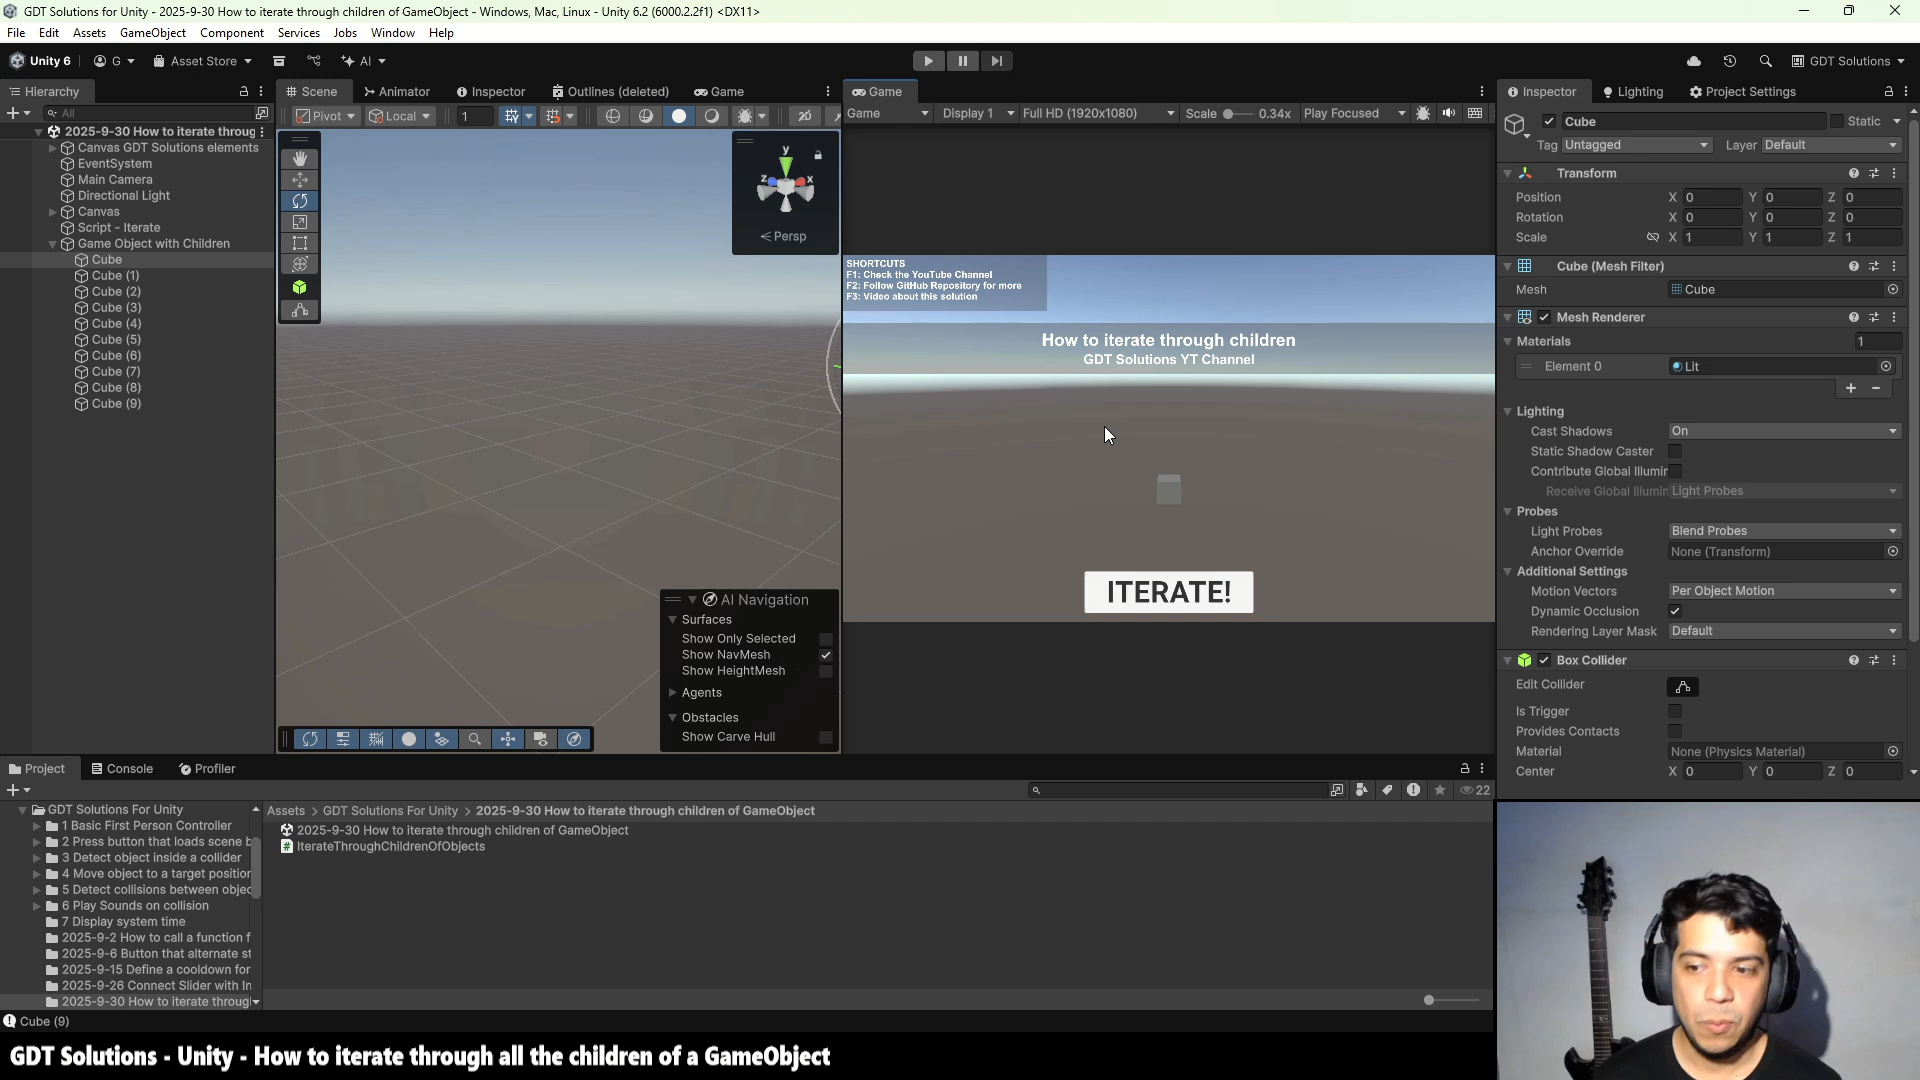 GDT Solutions for Unity - 2025-9-30 How to iterate through children of GameObject - Windows, Mac, Linux - Unity 6.2 (6000.2.2f1) <DX11>
File Edit Assets GameObject Component Services Jobs Window Help
Unity 6 G Asset Store AI GDT Solutions
Hierarchy
All
2025-9-30 How to iterate throug
Canvas GDT Solutions elements
EventSystem
Main Camera
Directional Light
Canvas
Script - Iterate
Game Object with Children
Cube
Cube (1)
Cube (2)
Cube (3)
Cube (4)
Cube (5)
Cube (6)
Cube (7)
Cube (8)
Cube (9)
Scene Animator Inspector Outlines (deleted) Game
Pivot Local 1 2D
y
z x
Persp
AI Navigation
Surfaces
Show Only Selected
Show NavMesh
Show HeightMesh
Agents
Obstacles
Show Carve Hull
Game
Game Display 1 Full HD (1920x1080) Scale 0.34x Play Focused
SHORTCUTS
F1: Check the YouTube Channel
F2: Follow GitHub Repository for more
F3: Video about this solution
How to iterate through children
GDT Solutions YT Channel
ITERATE!
Inspector Lighting Project Settings
Cube Static
Tag Untagged Layer Default
Transform
Position X 0 Y 0 Z 0
Rotation X 0 Y 0 Z 0
Scale X 1 Y 1 Z 1
Cube (Mesh Filter)
Mesh Cube
Mesh Renderer
Materials 1
Element 0 Lit
Lighting
Cast Shadows On
Static Shadow Caster
Contribute Global Illumin
Receive Global Illumin Light Probes
Probes
Light Probes Blend Probes
Anchor Override None (Transform)
Additional Settings
Motion Vectors Per Object Motion
Dynamic Occlusion
Rendering Layer Mask Default
Box Collider
Edit Collider
Is Trigger
Provides Contacts
Material None (Physics Material)
Center X 0 Y 0 Z 0
Project Console Profiler
22
GDT Solutions For Unity
1 Basic First Person Controller
2 Press button that loads scene b
3 Detect object inside a collider
4 Move object to a target position
5 Detect collisions between objec
6 Play Sounds on collision
7 Display system time
2025-9-2 How to call a function f
2025-9-6 Button that alternate st
2025-9-15 Define a cooldown for
2025-9-26 Connect Slider with In
2025-9-30 How to iterate throug
Assets > GDT Solutions For Unity > 2025-9-30 How to iterate through children of GameObject
2025-9-30 How to iterate through children of GameObject
IterateThroughChildrenOfObjects
Cube (9)
GDT Solutions - Unity - How to iterate through all the children of a GameObject